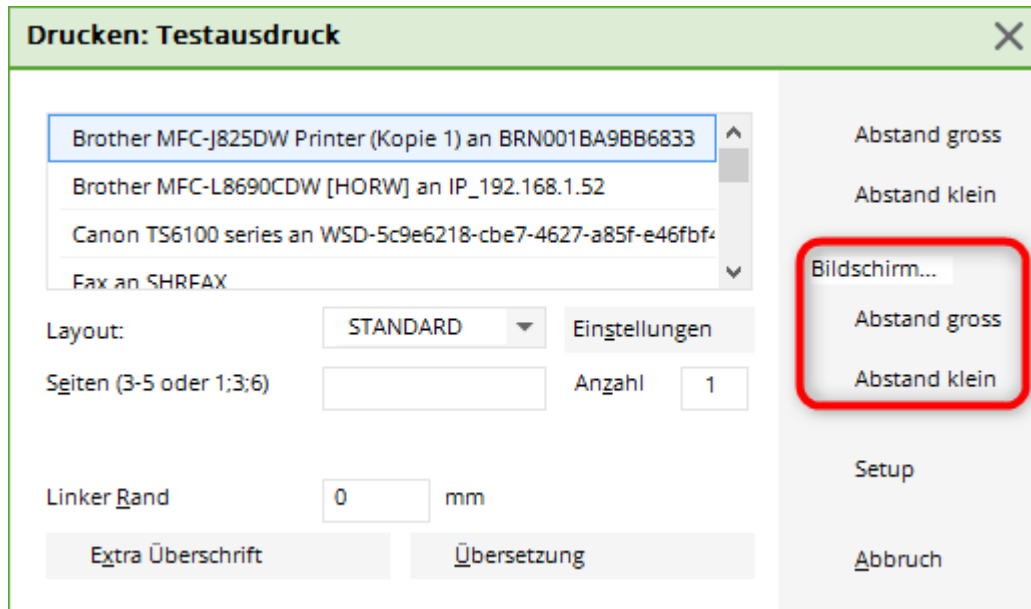 Drucken: Testausdruck
Brother MFC-J825DW Printer (Kopie 1) an BRN001BA9BB6833
Brother MFC-L8690CDW [HORW] an IP_192.168.1.52
Canon TS6100 series an WSD-5c9e6218-cbe7-4627-a85f-e46fbf4
Fax an SHRFAX
Layout:
STANDARD
Einstellungen
Seiten (3-5 oder 1;3;6)
Anzahl
1
Linker Rand
0
mm
Extra Überschrift
Übersetzung
Abstand gross
Abstand klein
Bildschirm...
Abstand gross
Abstand klein
Setup
Abbruch